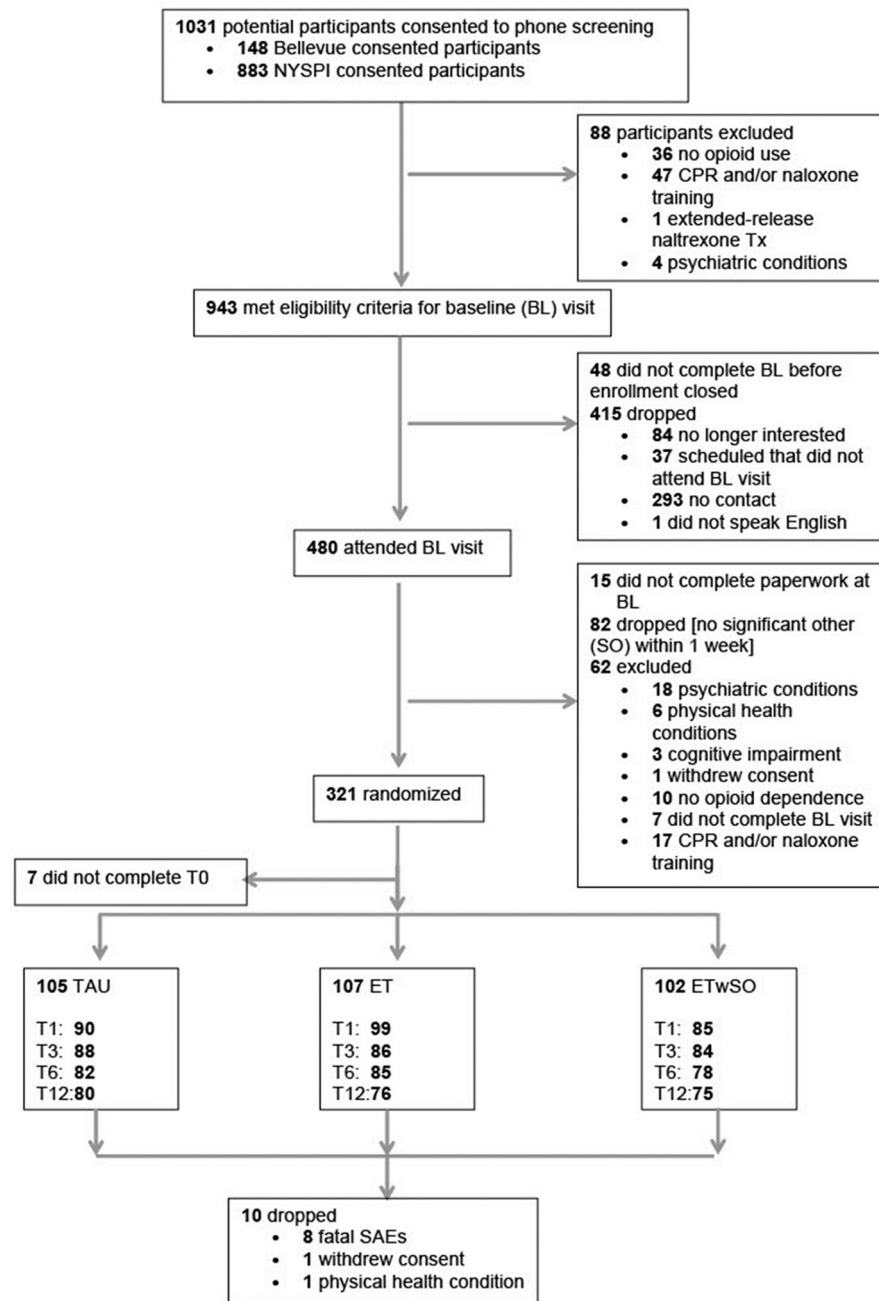 1031 potential participants consented to phone screening
• 148 Bellevue consented participants
• 883 NYSPI consented participants
88 participants excluded
• 36 no opioid use
• 47 CPR and/or naloxone
training
• 1 extended-release
naltrexone Tx
• 4 psychiatric conditions
943 met eligibility criteria for baseline (BL) visit
48 did not complete BL before
enrollment closed
415 dropped
• 84 no longer interested
• 37 scheduled that did not
attend BL visit
• 293 no contact
• 1 did not speak English
480 attended BL visit
15 did not complete paperwork at
BL
82 dropped [no significant other
(SO) within 1 week]
62 excluded
• 18 psychiatric conditions
• 6 physical health
conditions
• 3 cognitive impairment
• 1 withdrew consent
• 10 no opioid dependence
• 7 did not complete BL visit
• 17 CPR and/or naloxone
training
321 randomized
7 did not complete T0
105 TAU
T1: 90
T3: 88
T6: 82
T12:80
107 ET
T1: 99
T3: 86
T6: 85
T12:76
102 ETwSO
T1: 85
T3: 84
T6: 78
T12:75
10 dropped
• 8 fatal SAEs
• 1 withdrew consent
• 1 physical health condition